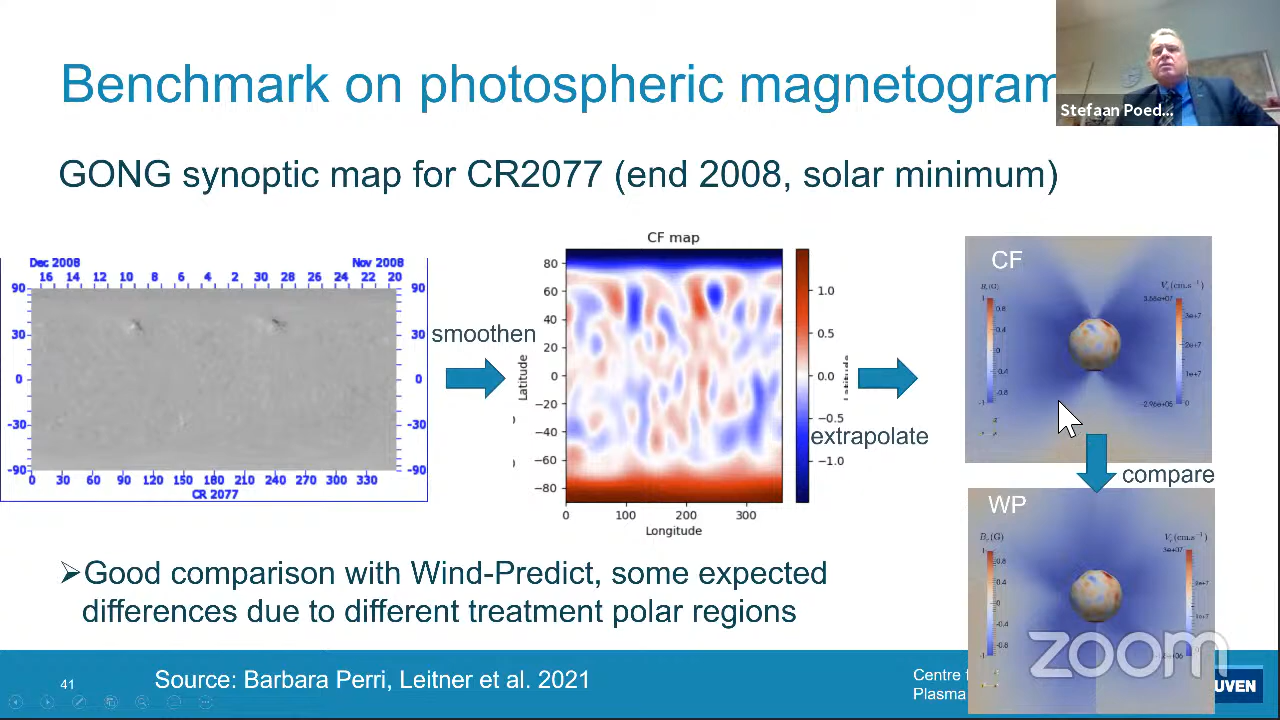 Benchmark on photospheric magnetogram
Stefaan Poed...
GONG synoptic map for CR2077 (end 2008, solar minimum)
Dec 2008 Nov 2008
16 14 12 10 8 6 4 2 30 28 26 24 22 20
90 90
30 30
0 0
-30 -30
-90 -90
0 30 60 90 120 150 180 210 240 270 300 330
CR 2077
smoothen
CF map
Latitude
80
60
40
20
0
−20
−40
−60
−80
0 100 200 300
Longitude
1.0
0.5
0.0
−0.5
−1.0
extrapolate
CF
compare
WP
➤Good comparison with Wind-Predict, some expected
differences due to different treatment polar regions
zoom
41
Source: Barbara Perri, Leitner et al. 2021
Centre f
Plasma
UVEN